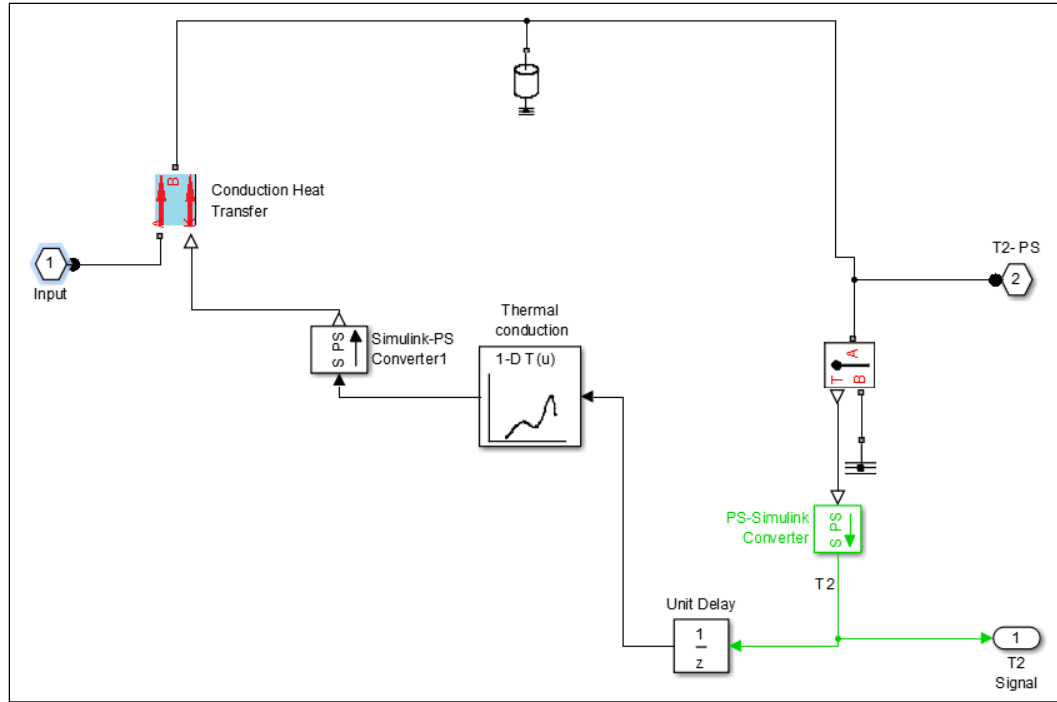 B
A
Conduction Heat
Transfer
1
Input
T2- PS
2
Thermal
conduction
1-D T(u)
S PS
Simulink-PS
Converter1
A
T
B
PS-Simulink
Converter
S PS
T2
Unit Delay
1
z
1
T2
Signal